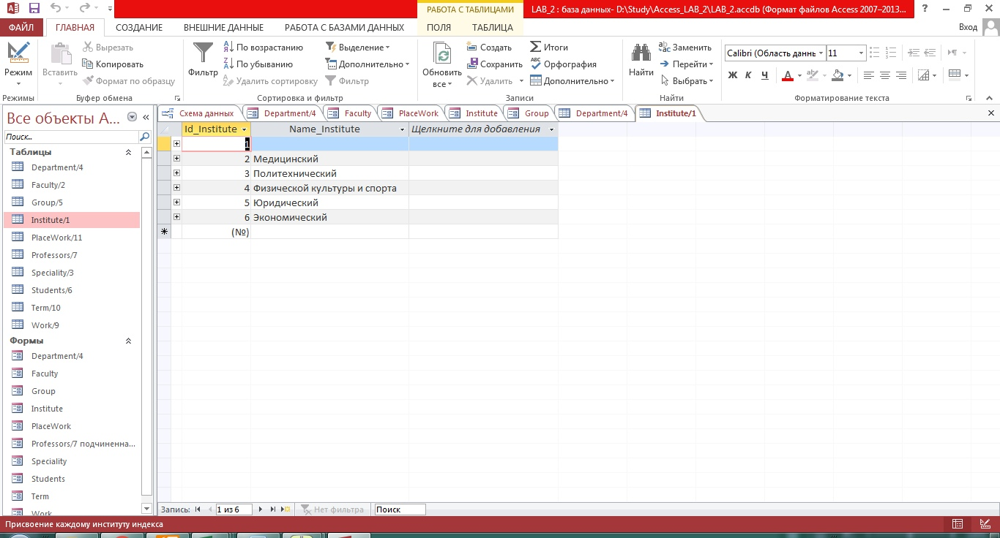 РАБОТА С ТАБЛИЦАМИ
LAB_2 : база данных- D:\Study\Access_LAB_2\LAB_2.accdb (Формат файлов Access 2007–2013...
ФАЙЛ ГЛАВНАЯ СОЗДАНИЕ ВНЕШНИЕ ДАННЫЕ РАБОТА С БАЗАМИ ДАННЫХ ПОЛЯ ТАБЛИЦА Вход
Режим
Режимы
Вставить
Вырезать
Копировать
Формат по образцу
Буфер обмена
Фильтр
По возрастанию
По убыванию
Удалить сортировку
Выделение
Дополнительно
Фильтр
Сортировка и фильтр
Обновить
все
Создать
Сохранить
Удалить
Итоги
Орфография
Дополнительно
Записи
Найти
Заменить
Перейти
Выбрать
Найти
Calibri (Область данн 11
Ж К Ч
Форматирование текста
Все объекты A...
Поиск...
Таблицы
Department/4
Faculty/2
Group/5
Institute/1
PlaceWork/11
Professors/7
Speciality/3
Students/6
Term/10
Work/9
Формы
Department/4
Faculty
Group
Institute
PlaceWork
Professors/7 подчиненна...
Speciality
Students
Term
Work
Схема данных Department/4 Faculty PlaceWork Institute Group Department/4 Institute/1
Id_Institute Name_Institute Щелкните для добавления
1
2 Медицинский
3 Политехнический
4 Физической культуры и спорта
5 Юридический
6 Экономический
(№)
Запись: 1 из 6 Нет фильтра Поиск
Присвоение каждому институту индекса